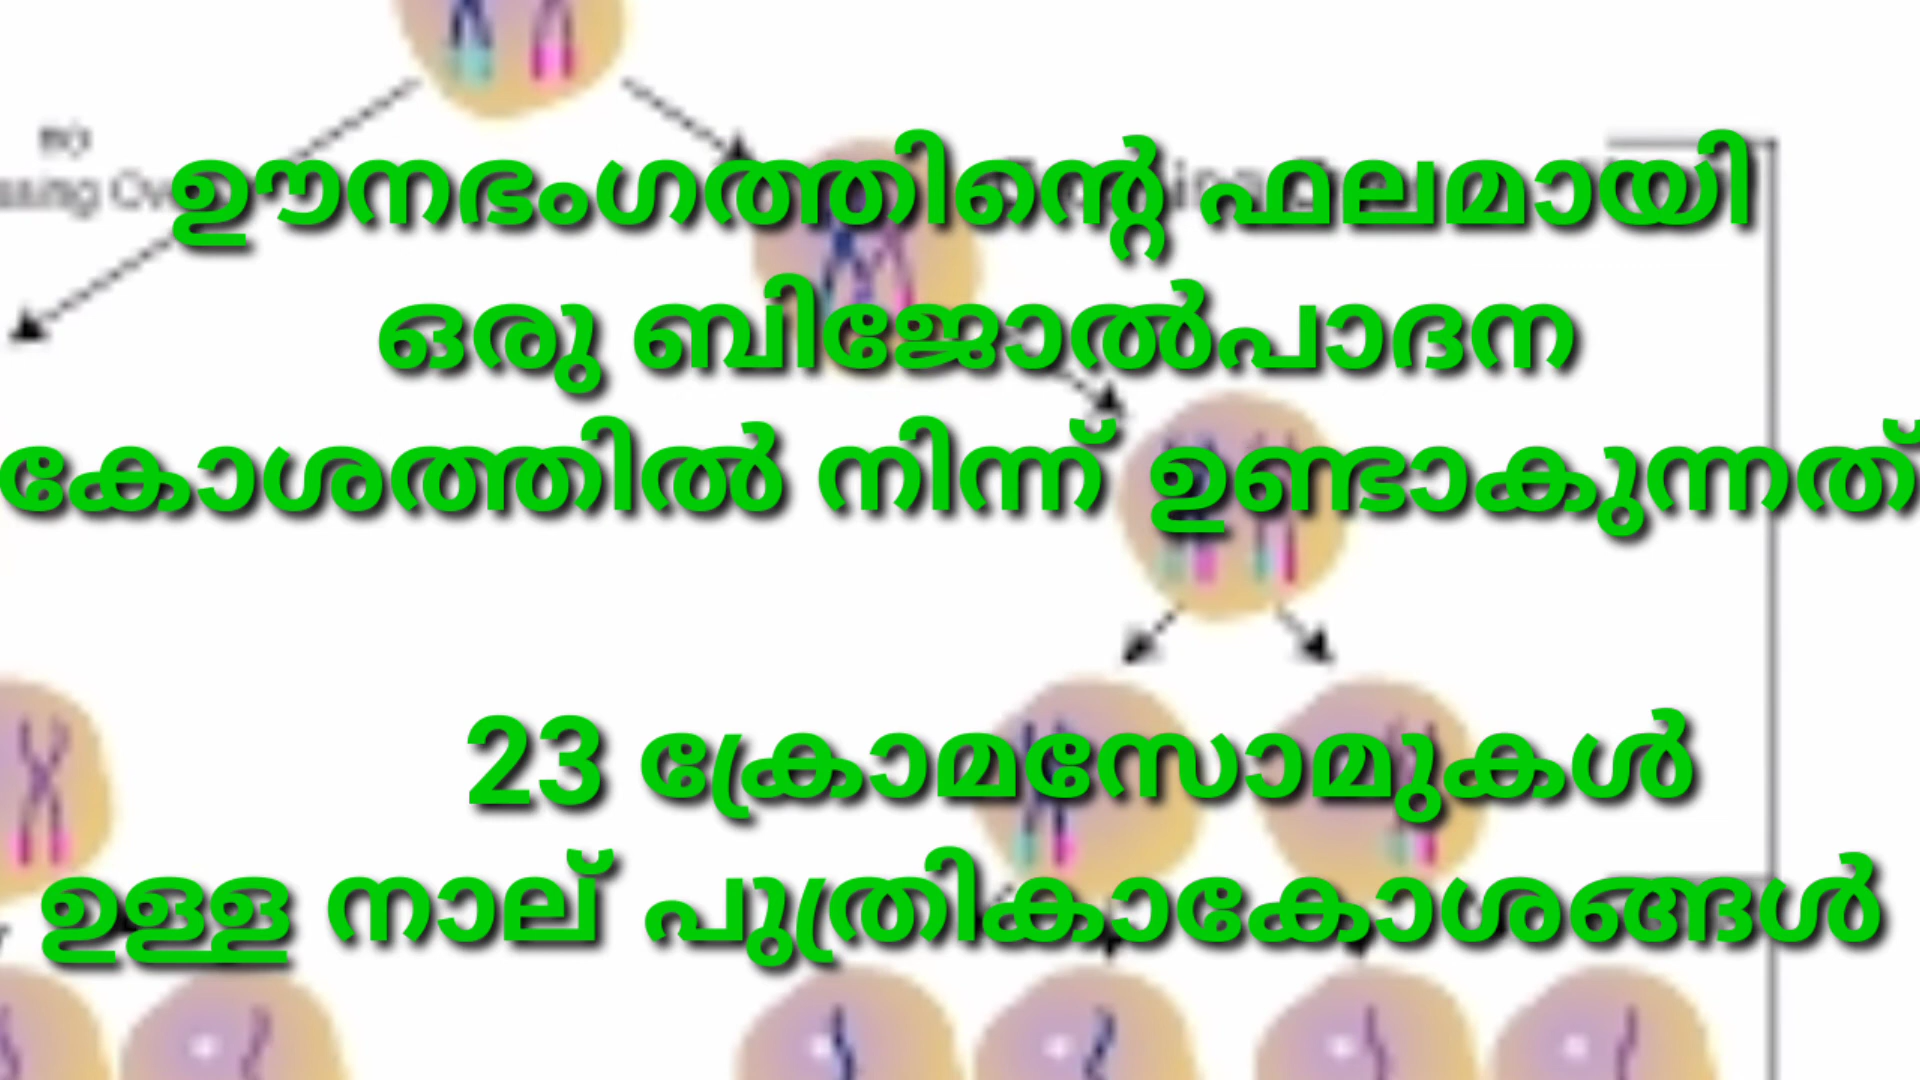 ഊനഭംഗത്തിന്റെ ഫലമായി
ഒരു ബിജോൽപാദന
കോശത്തിൽ നിന്ന് ഉണ്ടാകുന്നത്
23 ക്രോമസോമുകൾ
ഉള്ള നാല് പുത്രികാകോശങ്ങൾ